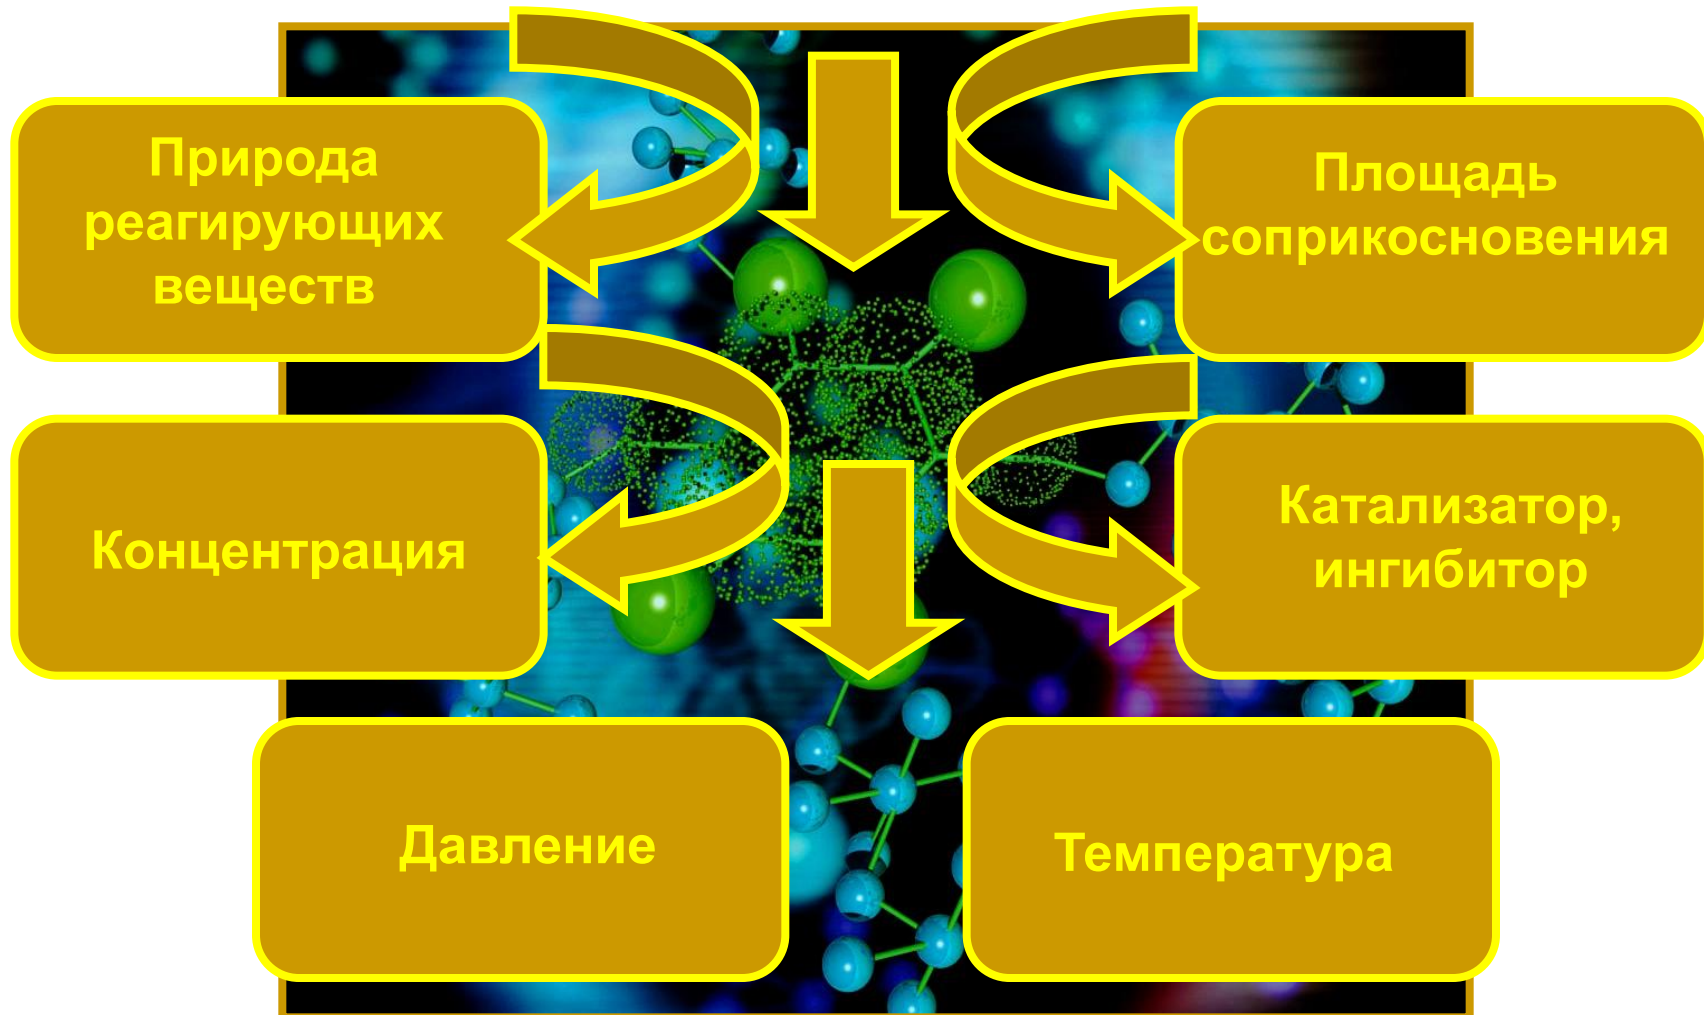 Природа
реагирующих
веществ
Площадь
соприкосновения
Концентрация
Катализатор,
ингибитор
Давление
Температура